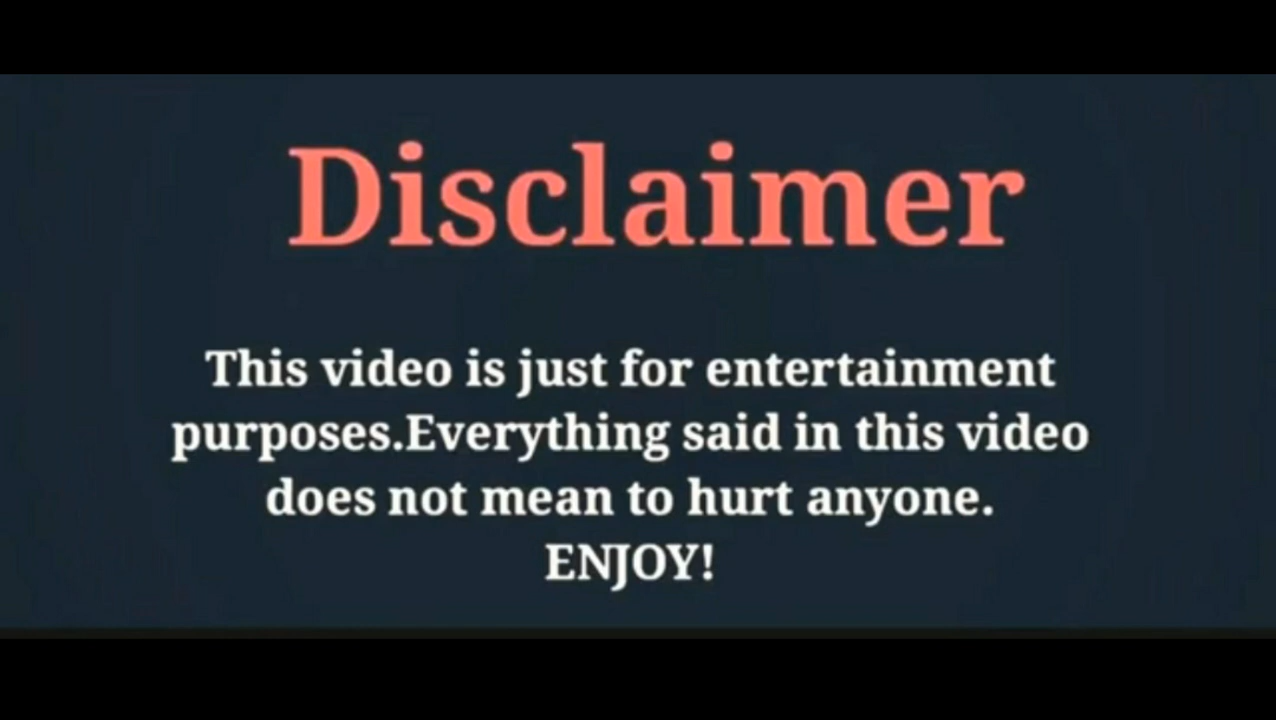 Disclaimer
This video is just for entertainment
purposes.Everything said in this video
does not mean to hurt anyone.
ENJOY!